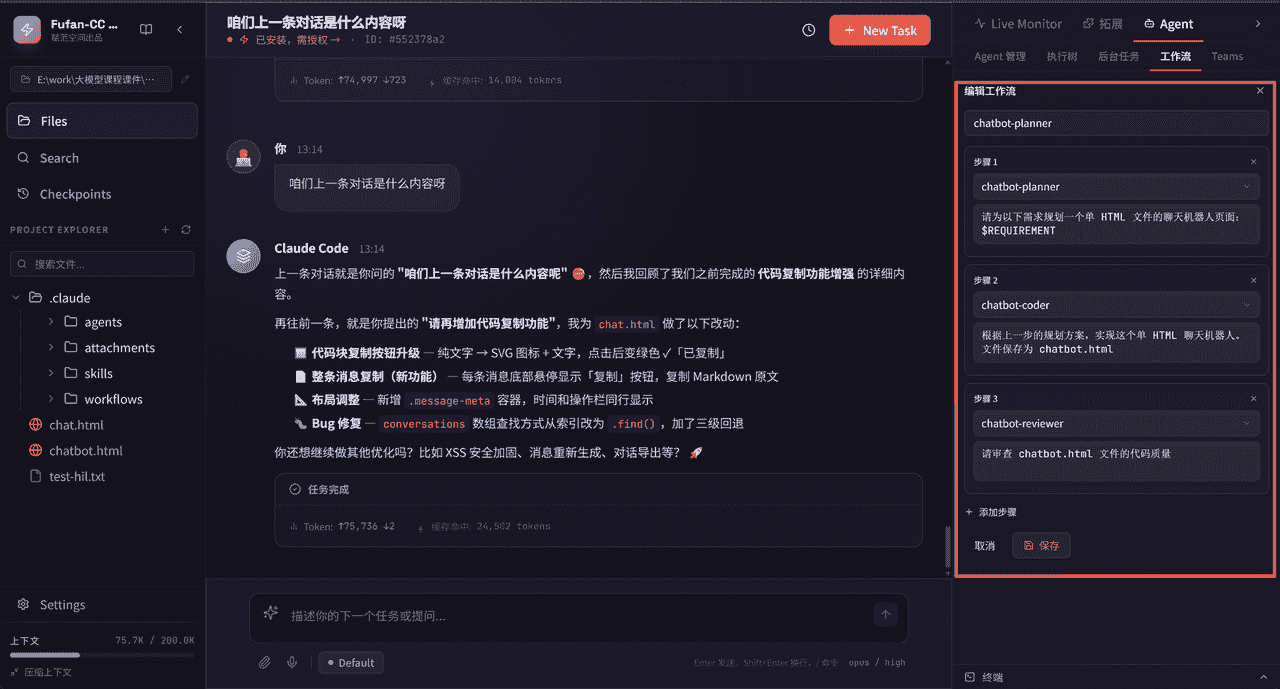 Fufan-CC ...
赋范空间出品
E:\work\大模型课程课件\...
Files
Search
Checkpoints
PROJECT EXPLORER
搜索文件...
.claude
agents
attachments
skills
workflows
chat.html
chatbot.html
test-hil.txt
Settings
上下文 75.7K / 200.0K
压缩上下文
咱们上一条对话是什么内容呀
已安装，需授权 → · ID: #552378a2
New Task
Token: ↑74,997 ↓723 缓存命中: 14,004 tokens
你 13:14
咱们上一条对话是什么内容呀
Claude Code 13:14
上一条对话就是你问的 "咱们上一条对话是什么内容呢" ，然后我回顾了我们之前完成的 代码复制功能增强 的详细内
容。
再往前一条，就是你提出的 "请再增加代码复制功能"，我为 chat.html 做了以下改动：
代码块复制按钮升级 — 纯文字 → SVG 图标 + 文字，点击后变绿色 ✓「已复制」
整条消息复制（新功能） — 每条消息底部悬停显示「复制」按钮，复制 Markdown 原文
布局调整 — 新增 .message-meta 容器，时间和操作栏同行显示
Bug 修复 — conversations 数组查找方式从索引改为 .find()，加了三级回退
你还想继续做其他优化吗？比如 XSS 安全加固、消息重新生成、对话导出等？ 🚀
任务完成
Token: ↑75,736 ↓2 缓存命中: 24,502 tokens
描述你的下一个任务或提问...
Default
Enter 发送, Shift+Enter 换行, / 命令 opus / high
Live Monitor 拓展 Agent
Agent 管理 执行树 后台任务 工作流 Teams
编辑工作流
chatbot-planner
步骤 1
chatbot-planner
请为以下需求规划一个单 HTML 文件的聊天机器人页面：
$REQUIREMENT
步骤 2
chatbot-coder
根据上一步的规划方案，实现这个单 HTML 聊天机器人。
文件保存为 chatbot.html
步骤 3
chatbot-reviewer
请审查 chatbot.html 文件的代码质量
+ 添加步骤
取消 保存
终端